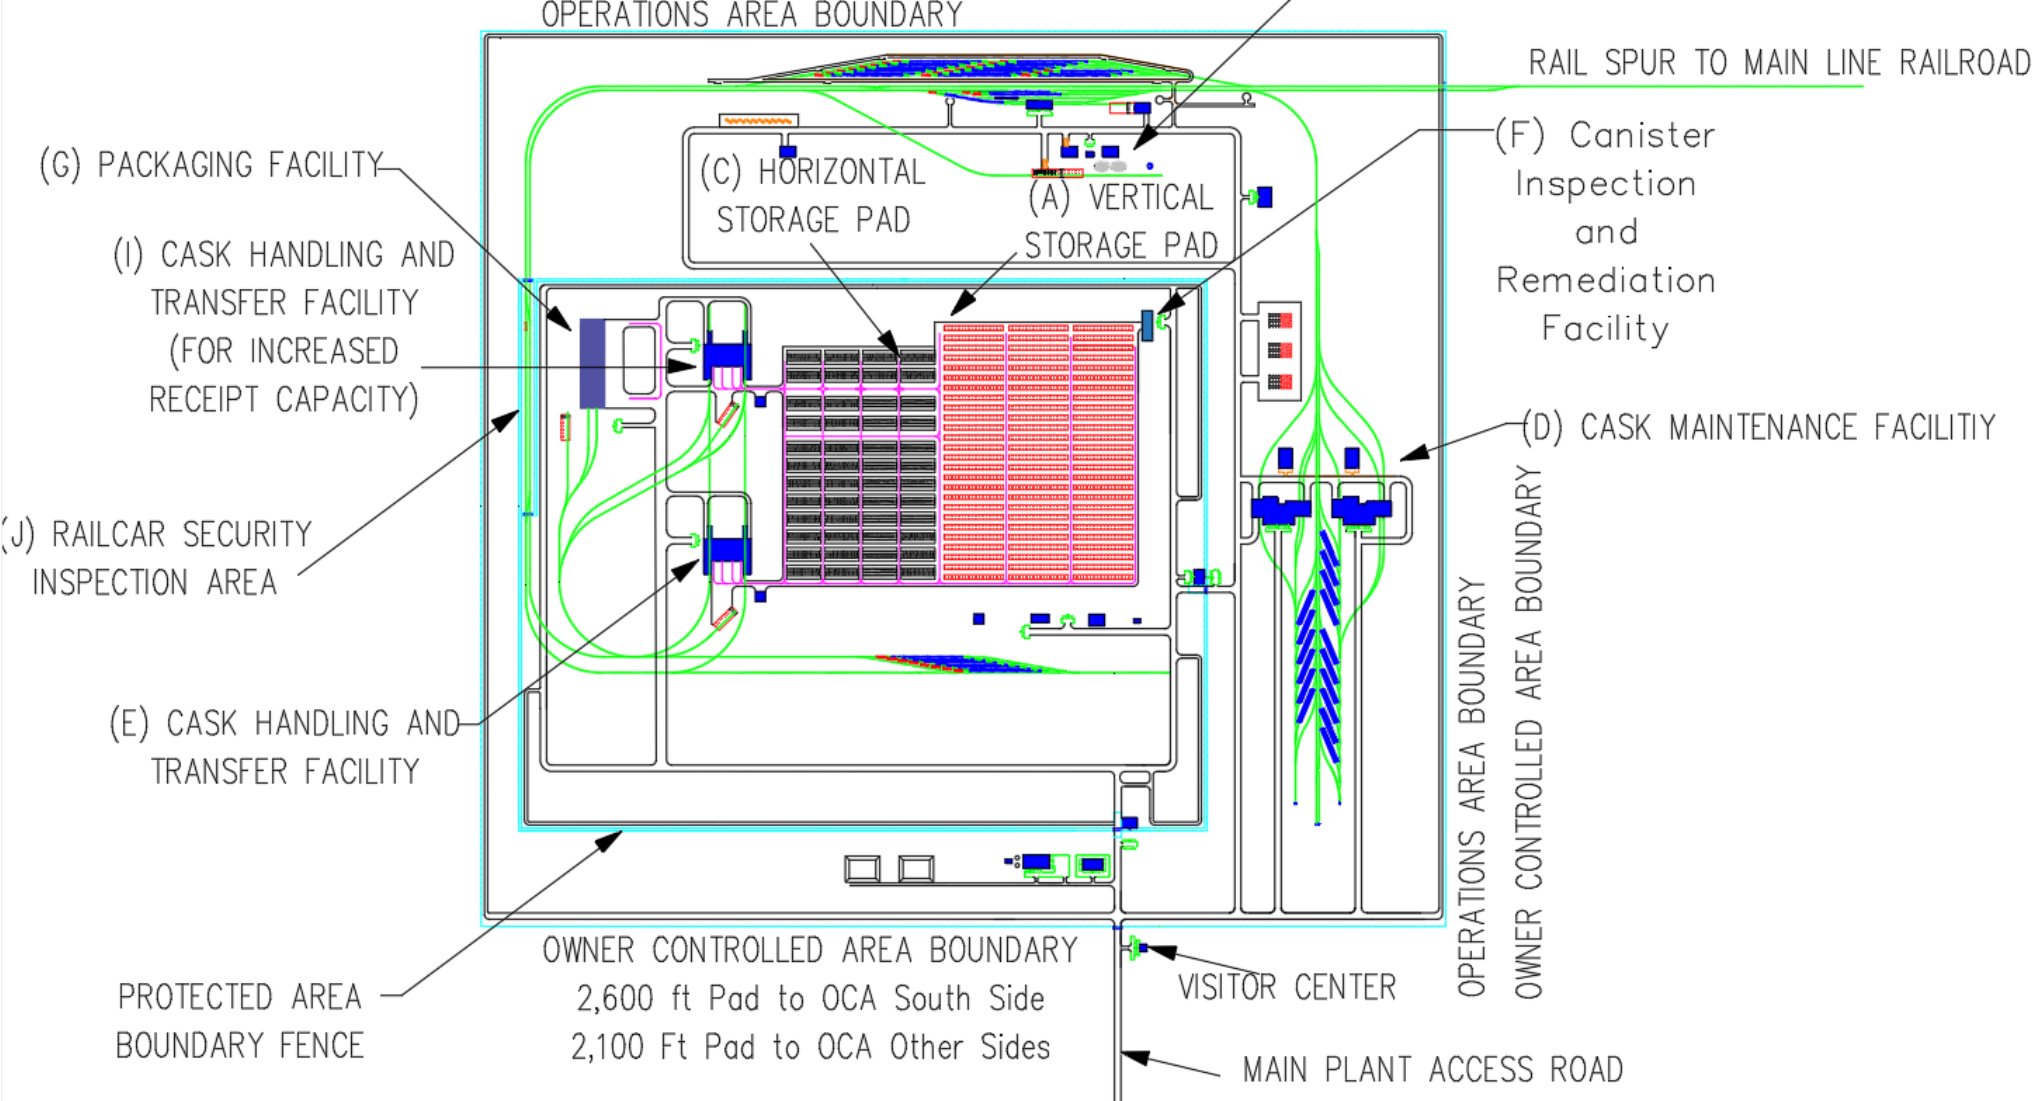 OPERATIONS AREA BOUNDARY
RAIL SPUR TO MAIN LINE RAILROAD
(G) PACKAGING FACILITY
(C) HORIZONTAL
STORAGE PAD
(A) VERTICAL
STORAGE PAD
(F) Canister
Inspection
and
Remediation
Facility
(I) CASK HANDLING AND
TRANSFER FACILITY
(FOR INCREASED
RECEIPT CAPACITY)
(D) CASK MAINTENANCE FACILITIY
(J) RAILCAR SECURITY
INSPECTION AREA
(E) CASK HANDLING AND
TRANSFER FACILITY
OPERATIONS AREA BOUNDARY
OWNER CONTROLLED AREA BOUNDARY
PROTECTED AREA
BOUNDARY FENCE
OWNER CONTROLLED AREA BOUNDARY
2,600 ft Pad to OCA South Side
2,100 Ft Pad to OCA Other Sides
VISITOR CENTER
MAIN PLANT ACCESS ROAD